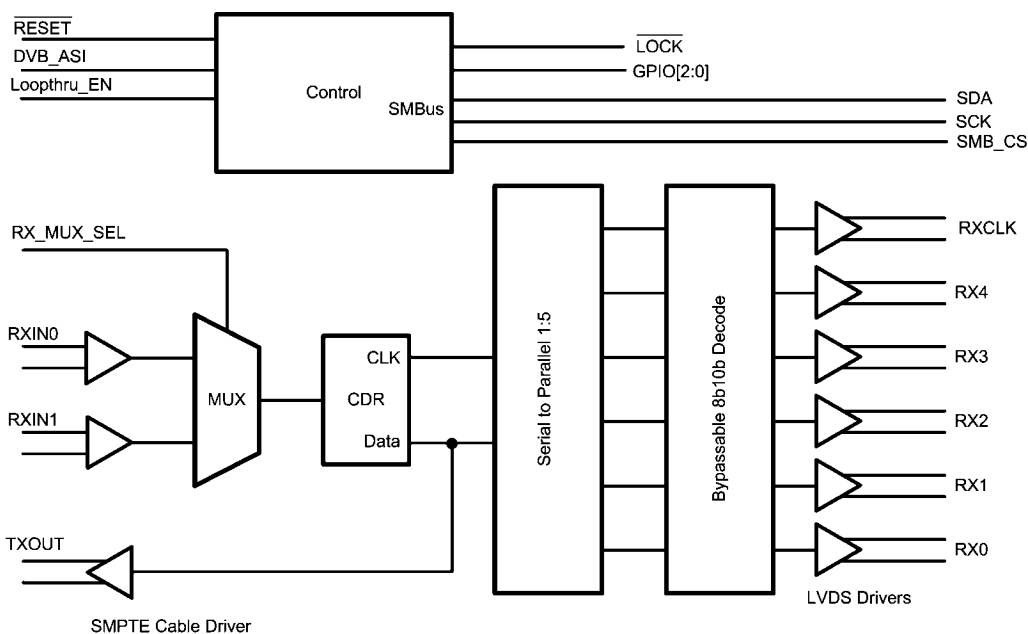 RESET
DVB_ASI
Loopthru_EN
Control
SMBus
LOCK
GPIO[2:0]
SDA
SCK
SMB_CS
RX_MUX_SEL
RXIN0
RXIN1
MUX
CLK
CDR
Data
Serial to Parallel 1:5
Bypassable 8b10b Decode
RXCLK
RX4
RX3
RX2
RX1
RX0
TXOUT
SMPTE Cable Driver
LVDS Drivers